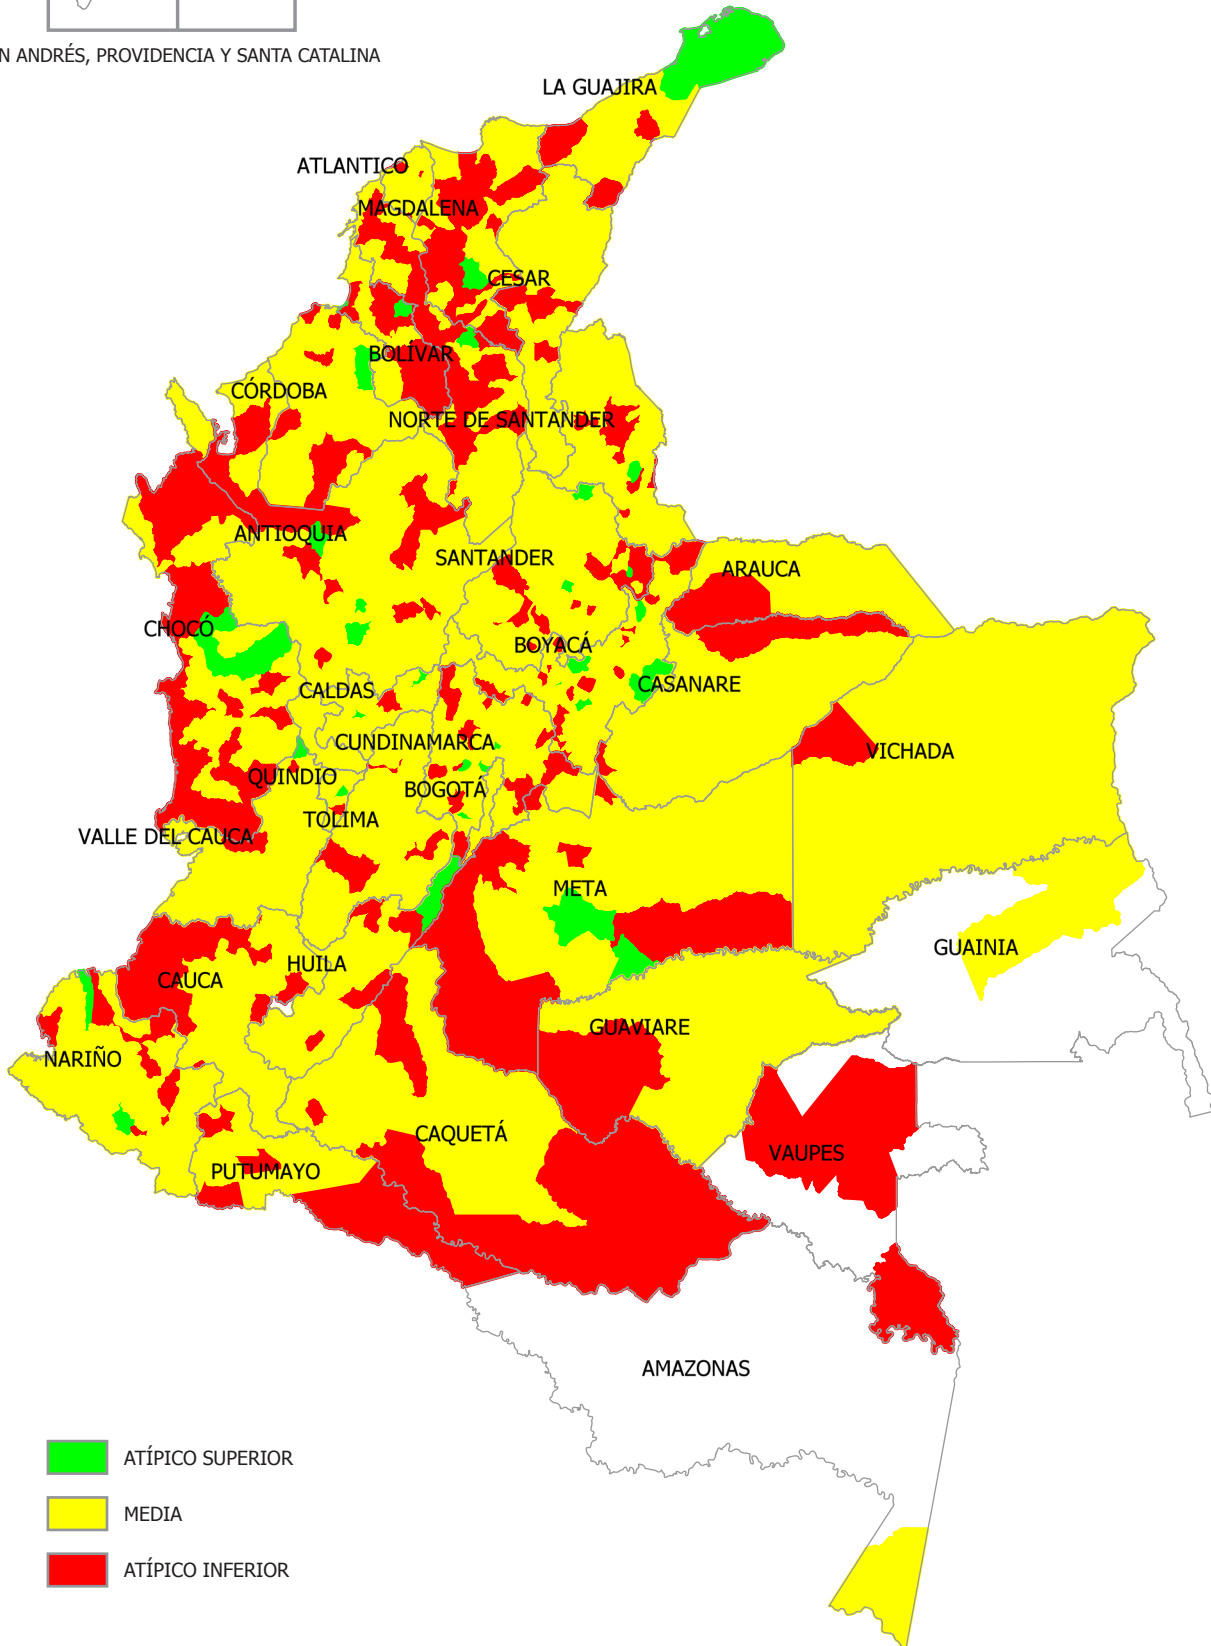 N ANDRÉS, PROVIDENCIA Y SANTA CATALINA
LA GUAJIRA
ATLANTICO
MAGDALENA
CESAR
BOLÍVAR
CÓRDOBA
NORTE DE SANTANDER
ANTIOQUIA
SANTANDER
ARAUCA
CHOCÓ
BOYACÁ
CASANARE
CALDAS
CUNDINAMARCA
VICHADA
QUINDIO
BOGOTÁ
TOLIMA
VALLE DEL CAUCA
META
GUAINIA
HUILA
CAUCA
GUAVIARE
NARIÑO
CAQUETÁ
VAUPES
PUTUMAYO
AMAZONAS
ATÍPICO SUPERIOR
MEDIA
ATÍPICO INFERIOR